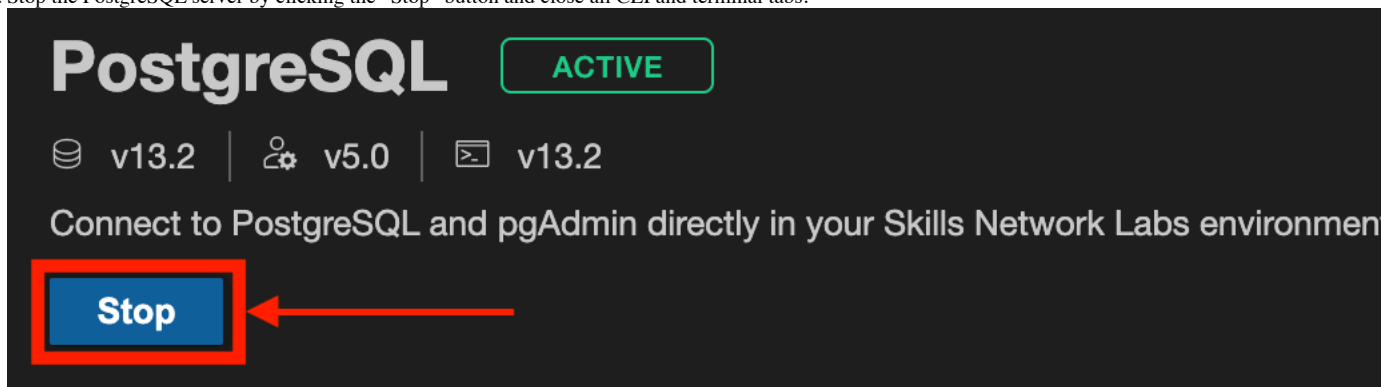 Stop the PostgreSQL server by clicking the "Stop" button and close all CLI and terminal tabs.
PostgreSQL ACTIVE
v13.2 v5.0 v13.2
Connect to PostgreSQL and pgAdmin directly in your Skills Network Labs environmen
Stop